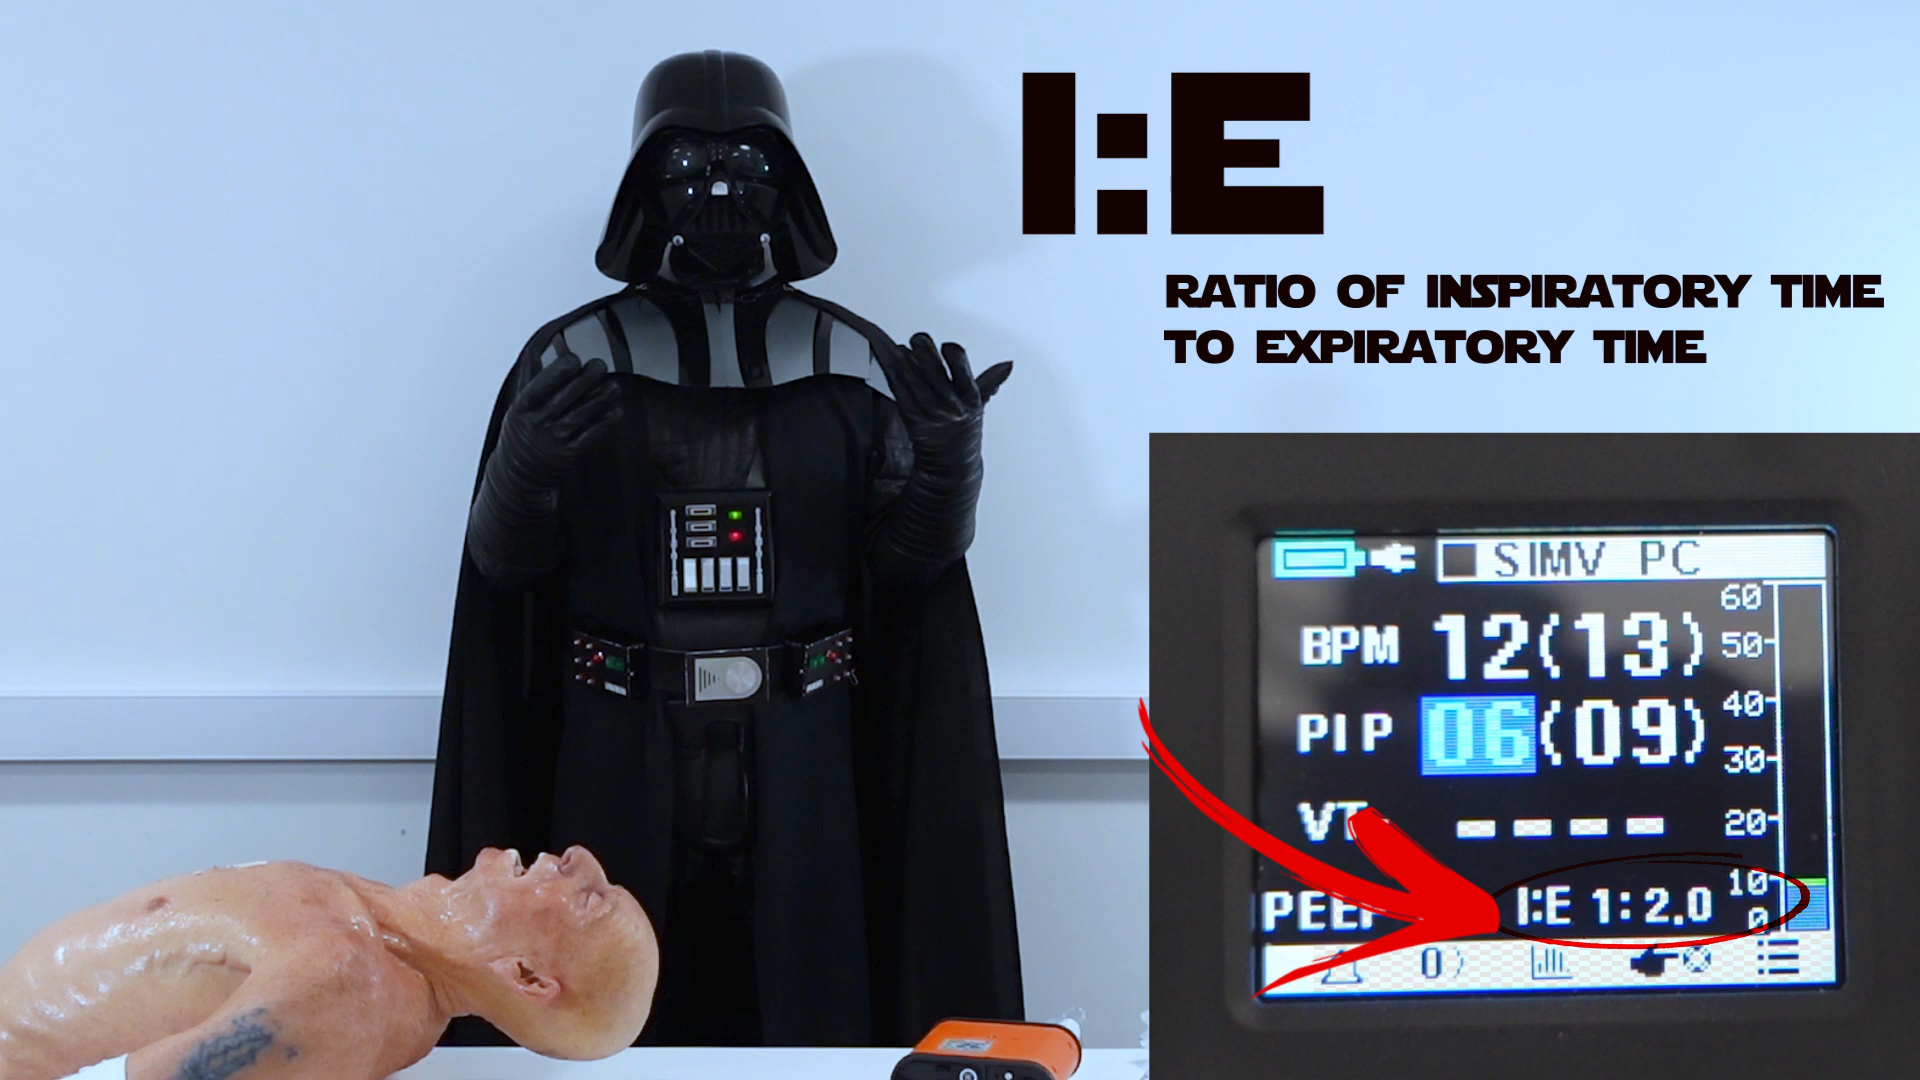 I:E
RATIO OF INSPIRATORY TIME
TO EXPIRATORY TIME
SIMV PC
60
BPM 12(13)
50
40
PIP 06(09)
30
VT ----
20
10
I:E 1:2.0
0